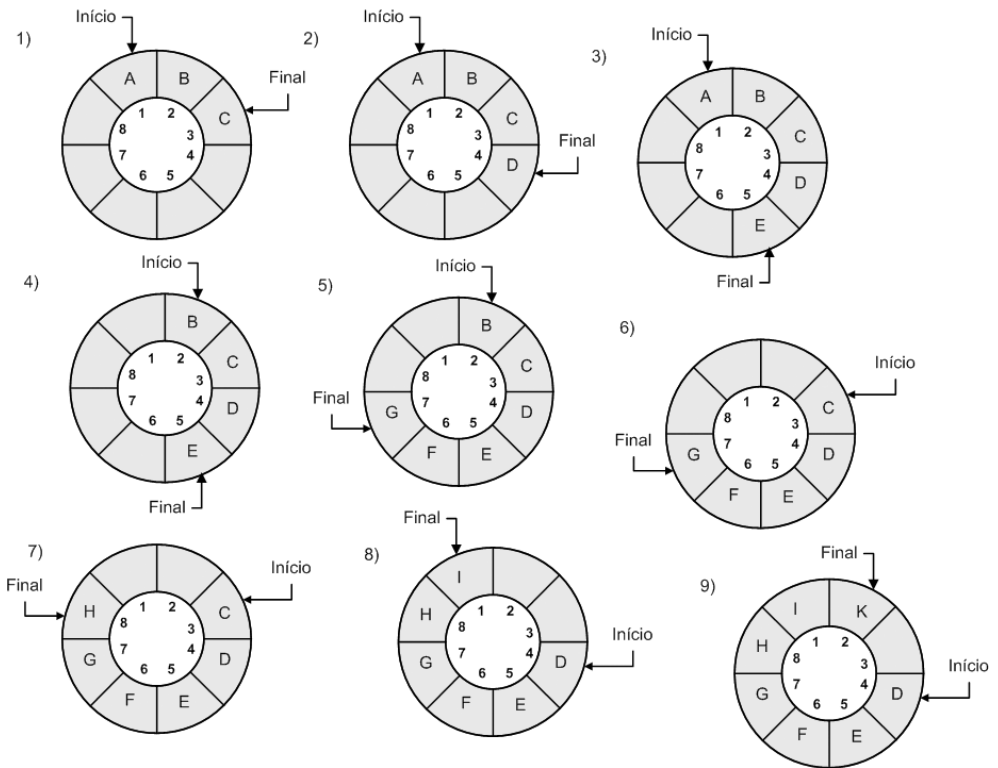 1)
Início
A B
C
Final
1 2
8 3
7 4
6 5
2)
Início
A B
C
D
Final
1 2
8 3
7 4
6 5
3)
Início
A B
C
D
E
Final
1 2
8 3
7 4
6 5
4)
Início
B
C
D
E
Final
1 2
8 3
7 4
6 5
5)
Início
B
C
Final
G D
F E
1 2
8 3
7 4
6 5
6)
Início
C
Final
G D
F E
1 2
8 3
7 4
6 5
7)
Início
Final
H C
G D
F E
1 2
8 3
7 4
6 5
8)
Final
I
H
Início
G D
F E
1 2
8 3
7 4
6 5
9)
Final
I K
H
Início
G D
F E
1 2
8 3
7 4
6 5